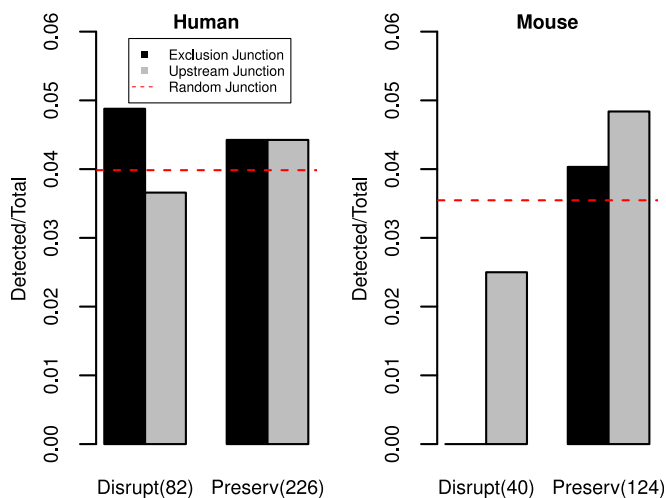 Human
Detected/Total
0.06
0.05
0.04
0.03
0.02
0.01
0.00
Exclusion Junction
Upstream Junction
Random Junction
Disrupt(82)
Preserv(226)
Mouse
Detected/Total
0.06
0.05
0.04
0.03
0.02
0.01
0.00
Disrupt(40)
Preserv(124)